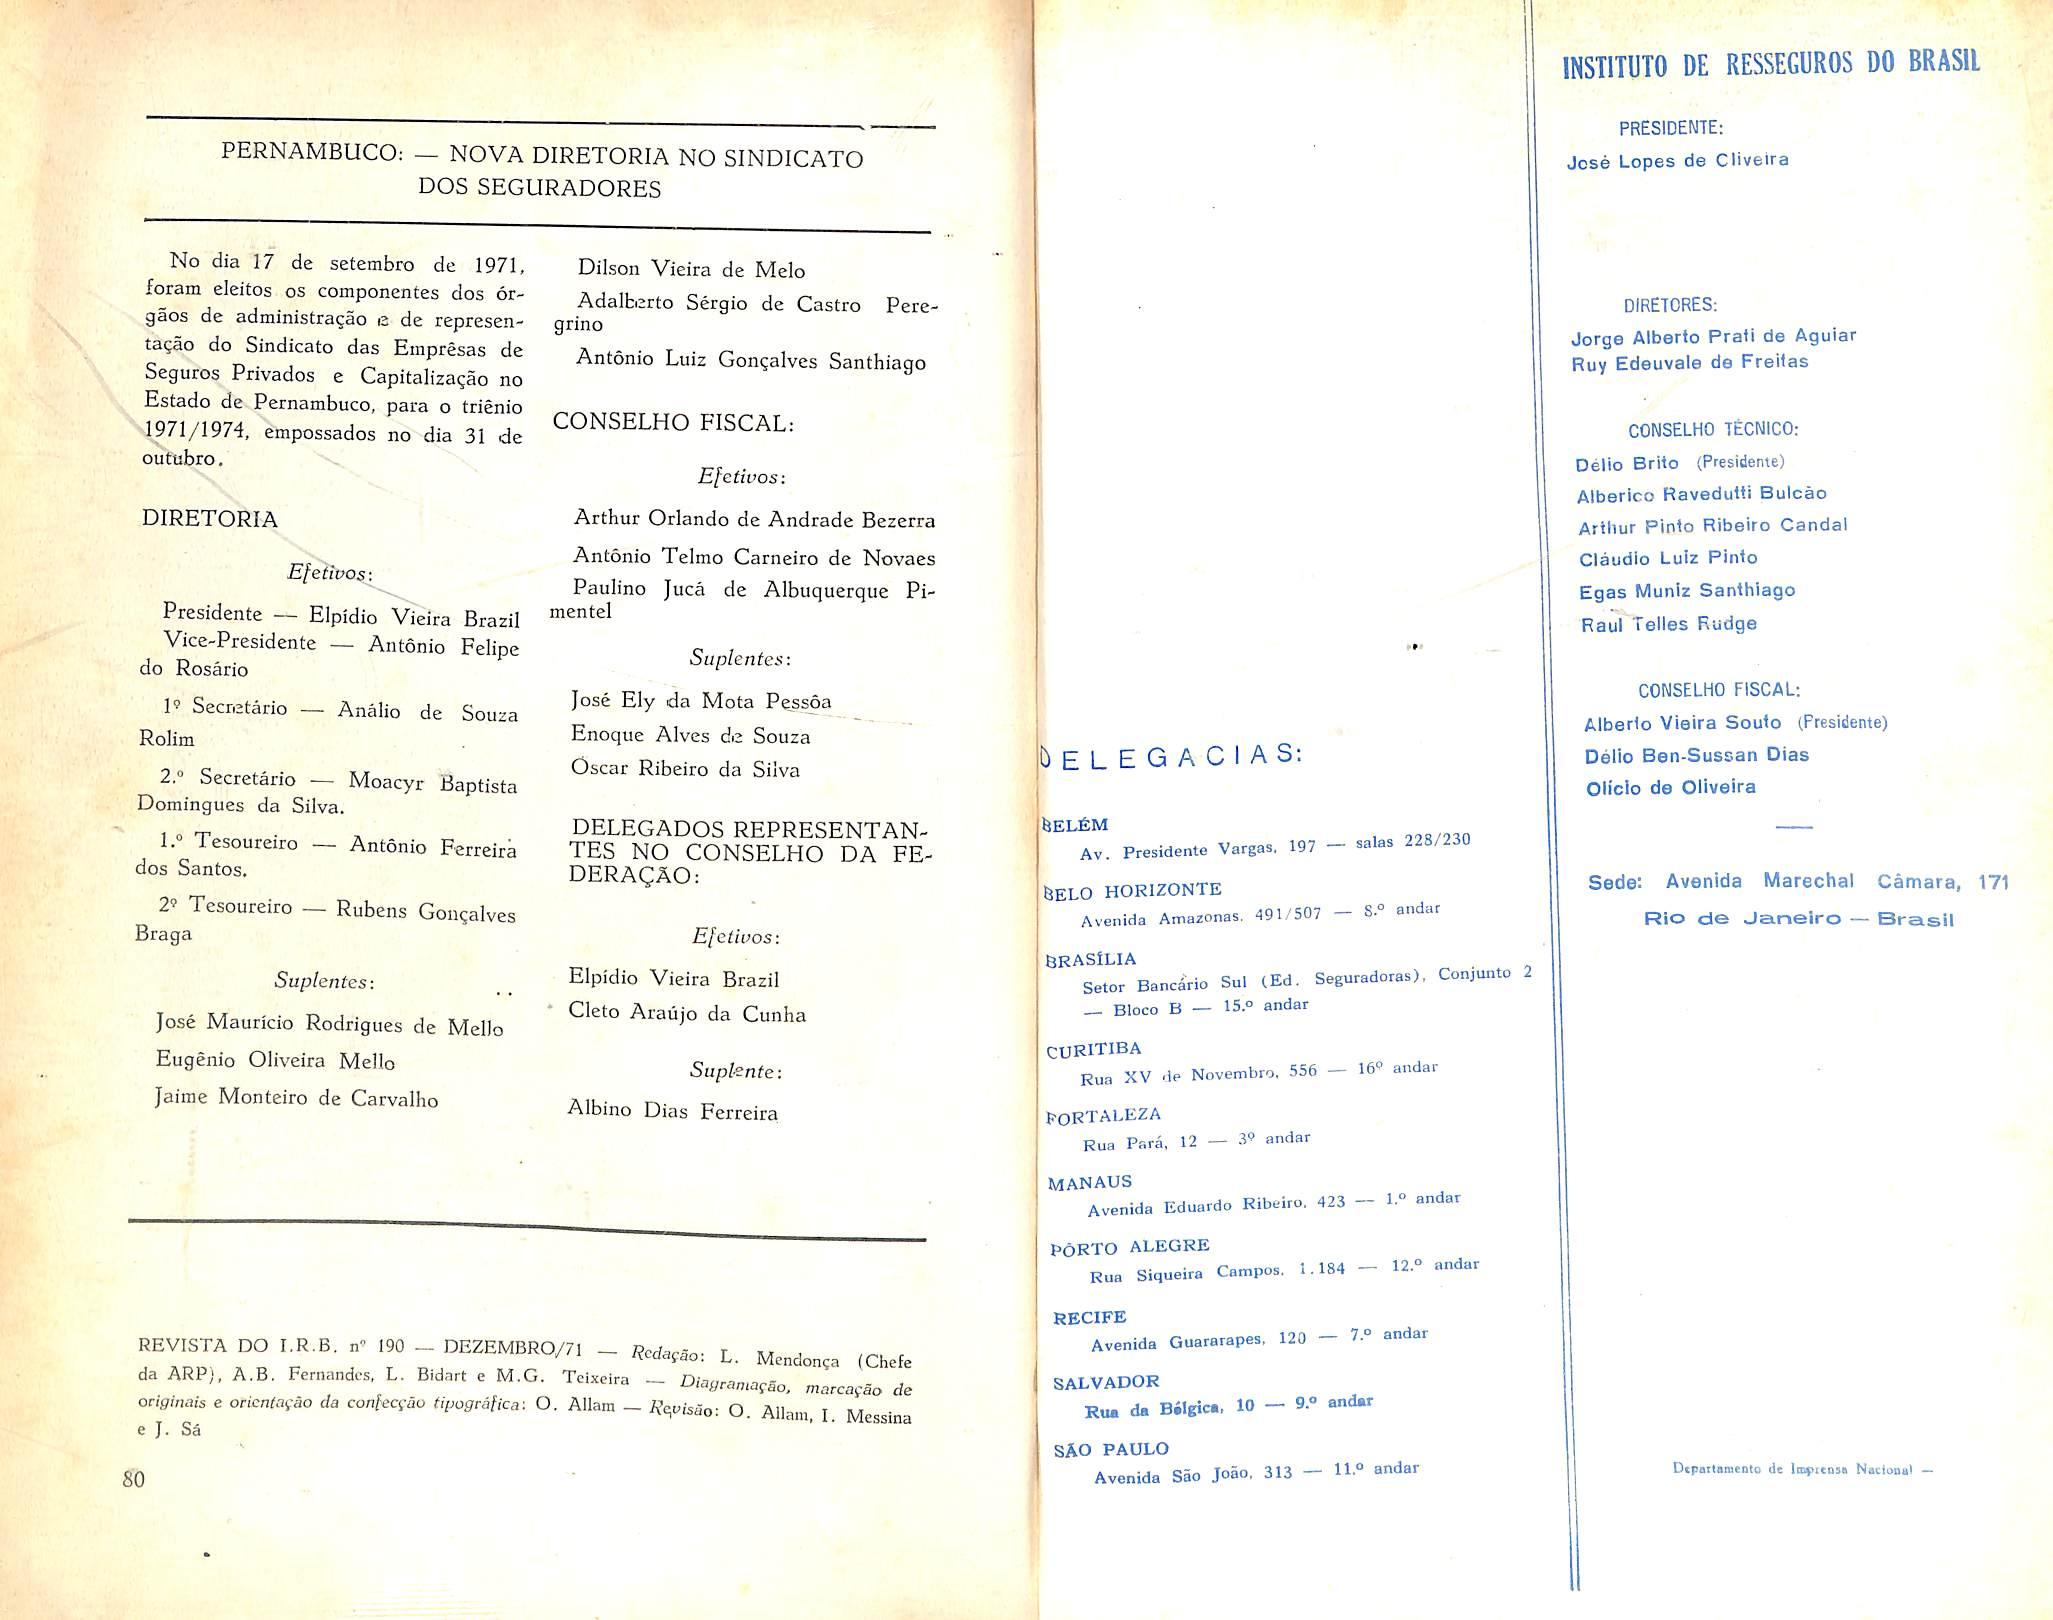 PERNAMBUCO: — NOVA DIRETORIA NO SINDICATO
DOS SEGURADORES
No dia 17 de setembro de 1971,
foram eleitos os componentes dos ór-
gãos de administração e de represen-
tação do Sindicato das Emprêsas de
Seguros Privados e Capitalização no
Estado de Pernambuco, para o triênio
1971/1974, empossados no dia 31 de
outubro.
DIRETORIA
Efetivos:
Presidente — Elpídio Vieira Brazil
Vice-Presidente — Antônio Felipe
do Rosário
1º Secretário — Análio de Souza
Rolim
2.º Secretário — Moacyr Baptista
Domingues da Silva.
1.º Tesoureiro — Antônio Ferreira
dos Santos.
2º Tesoureiro — Rubens Gonçalves
Braga
Suplentes:
José Maurício Rodrigues de Mello
Eugênio Oliveira Mello
Jaime Monteiro de Carvalho
Dilson Vieira de Melo
Adalberto Sérgio de Castro Pere-
grino
Antônio Luiz Gonçalves Santhiago
CONSELHO FISCAL:
Efetivos:
Arthur Orlando de Andrade Bezerra
Antônio Telmo Carneiro de Novaes
Paulino Jucá de Albuquerque Pi-
mentel
Suplentes:
José Ely da Mota Pessôa
Enoque Alves de Souza
Óscar Ribeiro da Silva
DELEGADOS REPRESENTAN-
TES NO CONSELHO DA FE-
DERAÇÃO:
Efetivos:
Elpídio Vieira Brazil
Cleto Araújo da Cunha
Suplente:
Albino Dias Ferreira
REVISTA DO I.R.B. nº 190 — DEZEMBRO/71 — Redação: L. Mendonça (Chefe
da ARP), A.B. Fernandes, L. Bidart e M.G. Teixeira — Diagramação, marcação de
originais e orientação da confecção tipográfica: O. Allam — Revisão: O. Allam, I. Messina
e J. Sá
80
DELEGACIAS:
BELÉM
Av. Presidente Vargas, 197 — salas 228/230
BELO HORIZONTE
Avenida Amazonas, 491/507 — 8.º andar
BRASÍLIA
Setor Bancário Sul (Ed. Seguradoras), Conjunto 2
— Bloco B — 15.º andar
CURITIBA
Rua XV de Novembro, 556 — 16º andar
FORTALEZA
Rua Pará, 12 — 3º andar
MANAUS
Avenida Eduardo Ribeiro, 423 — 1.º andar
PÔRTO ALEGRE
Rua Siqueira Campos, 1.184 — 12.º andar
RECIFE
Avenida Guararapes, 120 — 7.º andar
SALVADOR
Rua da Bélgica, 10 — 9.º andar
SÃO PAULO
Avenida São João, 313 — 11.º andar
INSTITUTO DE RESSEGUROS DO BRASIL
PRESIDENTE:
José Lopes de Oliveira
DIRETORES:
Jorge Alberto Prati de Aguiar
Ruy Edeuvale de Freitas
CONSELHO TÉCNICO:
Délio Brito (Presidente)
Alberico Ravedutti Bulcão
Arthur Pinto Ribeiro Candal
Cláudio Luiz Pinto
Egas Muniz Santhiago
Raul Telles Rudge
CONSELHO FISCAL:
Alberto Vieira Souto (Presidente)
Délio Ben-Sussan Dias
Olício de Oliveira
Sede: Avenida Marechal Câmara, 171
Rio de Janeiro — Brasil
Departamento de Imprensa Nacional —